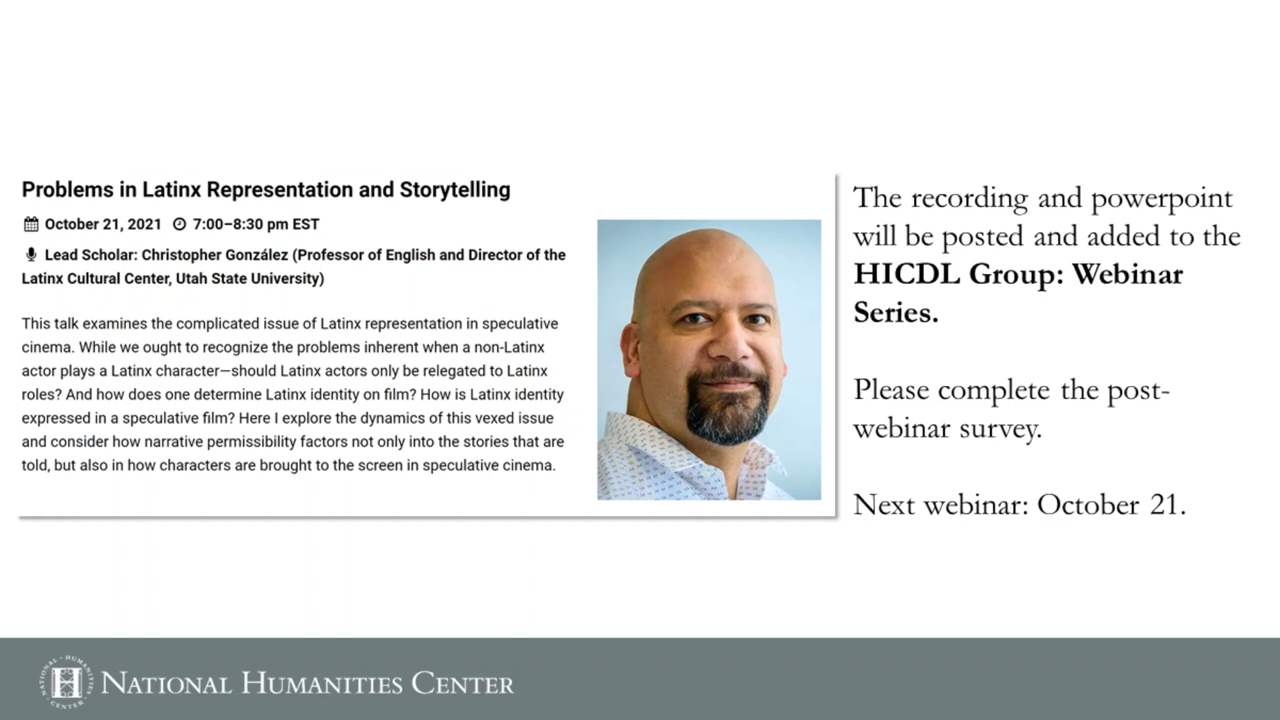 Problems in Latinx Representation and Storytelling
October 21, 2021 7:00–8:30 pm EST
Lead Scholar: Christopher González (Professor of English and Director of the
Latinx Cultural Center, Utah State University)
This talk examines the complicated issue of Latinx representation in speculative
cinema. While we ought to recognize the problems inherent when a non-Latinx
actor plays a Latinx character—should Latinx actors only be relegated to Latinx
roles? And how does one determine Latinx identity on film? How is Latinx identity
expressed in a speculative film? Here I explore the dynamics of this vexed issue
and consider how narrative permissibility factors not only into the stories that are
told, but also in how characters are brought to the screen in speculative cinema.
The recording and powerpoint
will be posted and added to the
HICDL Group: Webinar
Series.
Please complete the post-
webinar survey.
Next webinar: October 21.
NATIONAL HUMANITIES CENTER
NATIONAL HUMANITIES CENTER